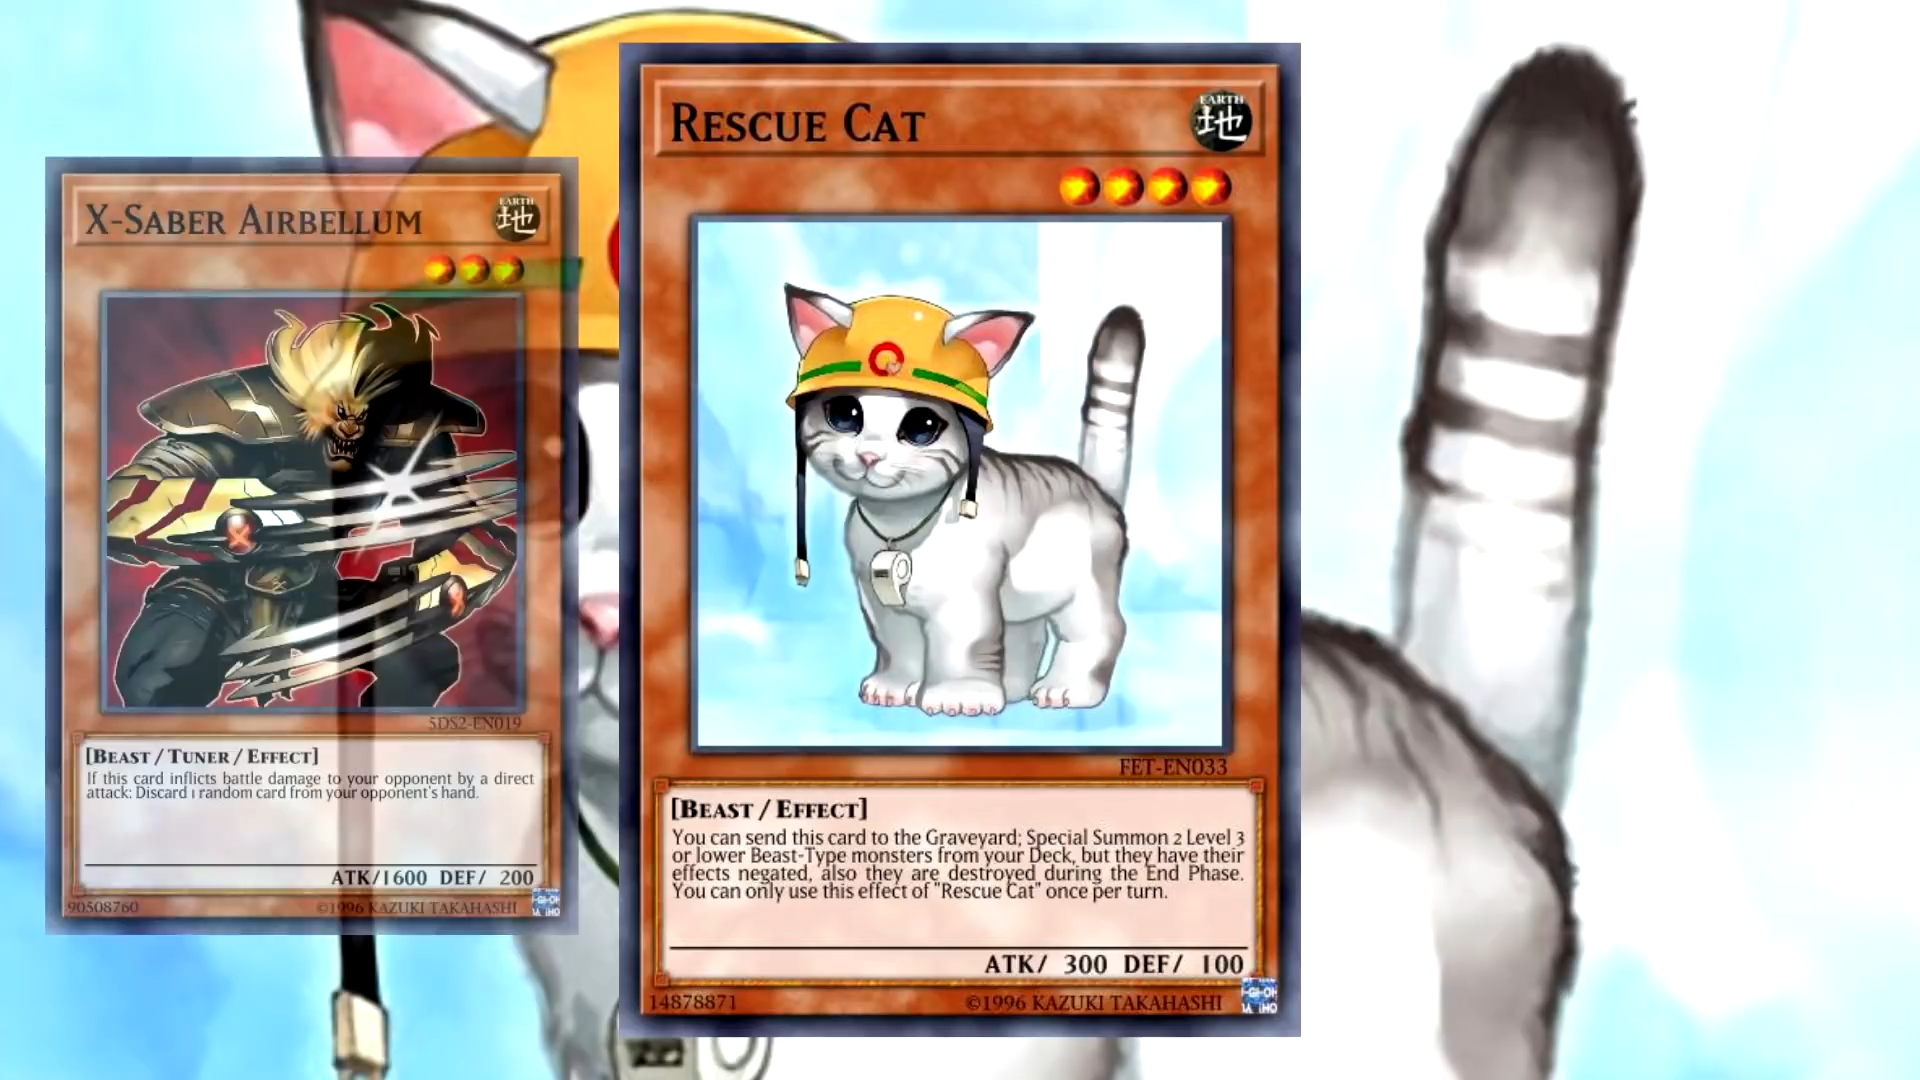 X-SABER AIRBELLUM
EARTH
地
5DS2-EN019
[BEAST / TUNER / EFFECT]
If this card inflicts battle damage to your opponent by a direct
attack: Discard 1 random card from your opponent's hand.
ATK/1600 DEF/ 200
90508760
©1996 KAZUKI TAKAHASHI
RESCUE CAT
EARTH
地
FET-EN033
[BEAST / EFFECT]
You can send this card to the Graveyard; Special Summon 2 Level 3
or lower Beast-Type monsters from your Deck, but they have their
effects negated, also they are destroyed during the End Phase.
You can only use this effect of "Rescue Cat" once per turn.
ATK/ 300 DEF/ 100
14878871
©1996 KAZUKI TAKAHASHI